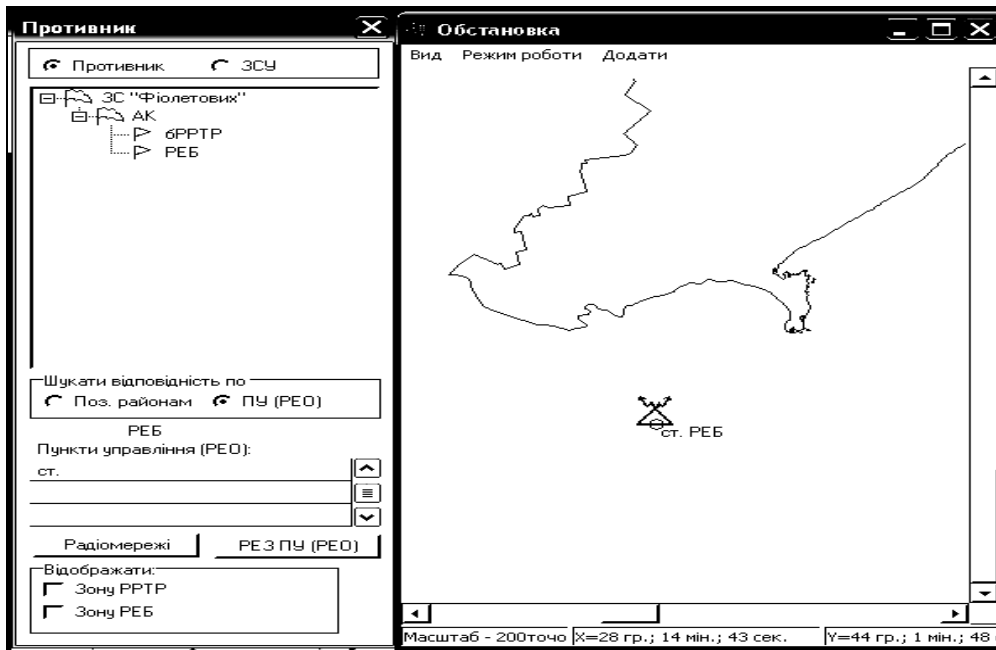 Противник
Противник ЗСУ
ЗС "Фіолетових"
АК
бРРТР
РЕБ
Шукати відповідність по
Поз. районам ПУ (РЕО)
РЕБ
Пункти управління (РЕО):
ст.
Радіомережі РЕЗ ПУ (РЕО)
Відображати:
Зону РРТР
Зону РЕБ
Обстановка
Вид Режим роботи Додати
ст. РЕБ
Масштаб - 200точо X=28 гр.; 14 мін.; 43 сек. Y=44 гр.; 1 мін.; 48